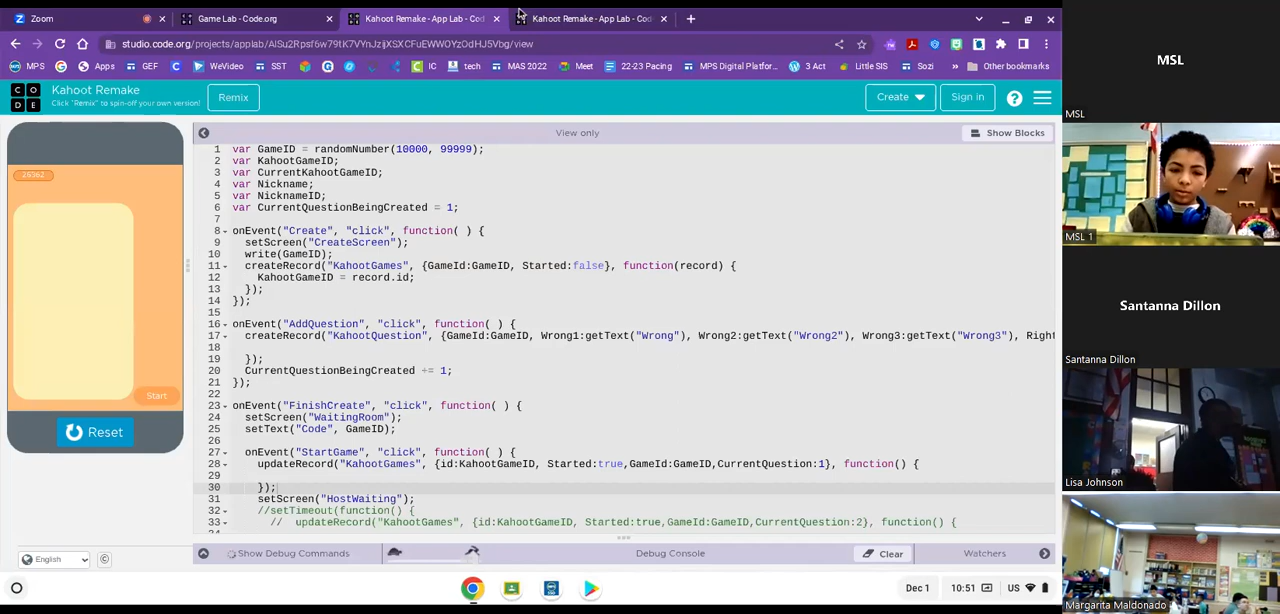 Zoom
Game Lab - Code.org
Kahoot Remake - App Lab - Cod
Kahoot Remake - App Lab - Co
studio.code.org/projects/applab/AlSu2Rpsf6w79tK7VYnJzijXSXCFuEWWOYzOdHJ5Vbg/view
MPS
Apps
GEF
WeVideo
SST
IC
tech
MAS 2022
Meet
22-23 Pacing
MPS Digital Platfor...
3 Act
Little SIS
Sozi
»
Other bookmarks
C O
D E
Kahoot Remake
Click "Remix" to spin-off your own version!
Remix
Create
Sign in
View only
Show Blocks
1 var GameID = randomNumber(10000, 99999);
2 var KahootGameID;
3 var CurrentKahootGameID;
4 var Nickname;
5 var NicknameID;
6 var CurrentQuestionBeingCreated = 1;
7
8 onEvent("Create", "click", function( ) {
9 setScreen("CreateScreen");
10 write(GameID);
11 createRecord("KahootGames", {GameId:GameID, Started:false}, function(record) {
12 KahootGameID = record.id;
13 });
14 });
15
16 onEvent("AddQuestion", "click", function( ) {
17 createRecord("KahootQuestion", {GameId:GameID, Wrong1:getText("Wrong"), Wrong2:getText("Wrong2"), Wrong3:getText("Wrong3"), Right
18
19 });
20 CurrentQuestionBeingCreated += 1;
21 });
22
23 onEvent("FinishCreate", "click", function( ) {
24 setScreen("WaitingRoom");
25 setText("Code", GameID);
26
27 onEvent("StartGame", "click", function( ) {
28 updateRecord("KahootGames", {id:KahootGameID, Started:true,GameId:GameID,CurrentQuestion:1}, function() {
29
30 });
31 setScreen("HostWaiting");
32 //setTimeout(function() {
33 // updateRecord("KahootGames", {id:KahootGameID, Started:true,GameId:GameID,CurrentQuestion:2}, function() {
Start
Reset
English
©
Show Debug Commands
Debug Console
Clear
Watchers
Dec 1
10:51
US
MSL
MSL
MSL 1
Santanna Dillon
Santanna Dillon
Lisa Johnson
Margarita Maldonado